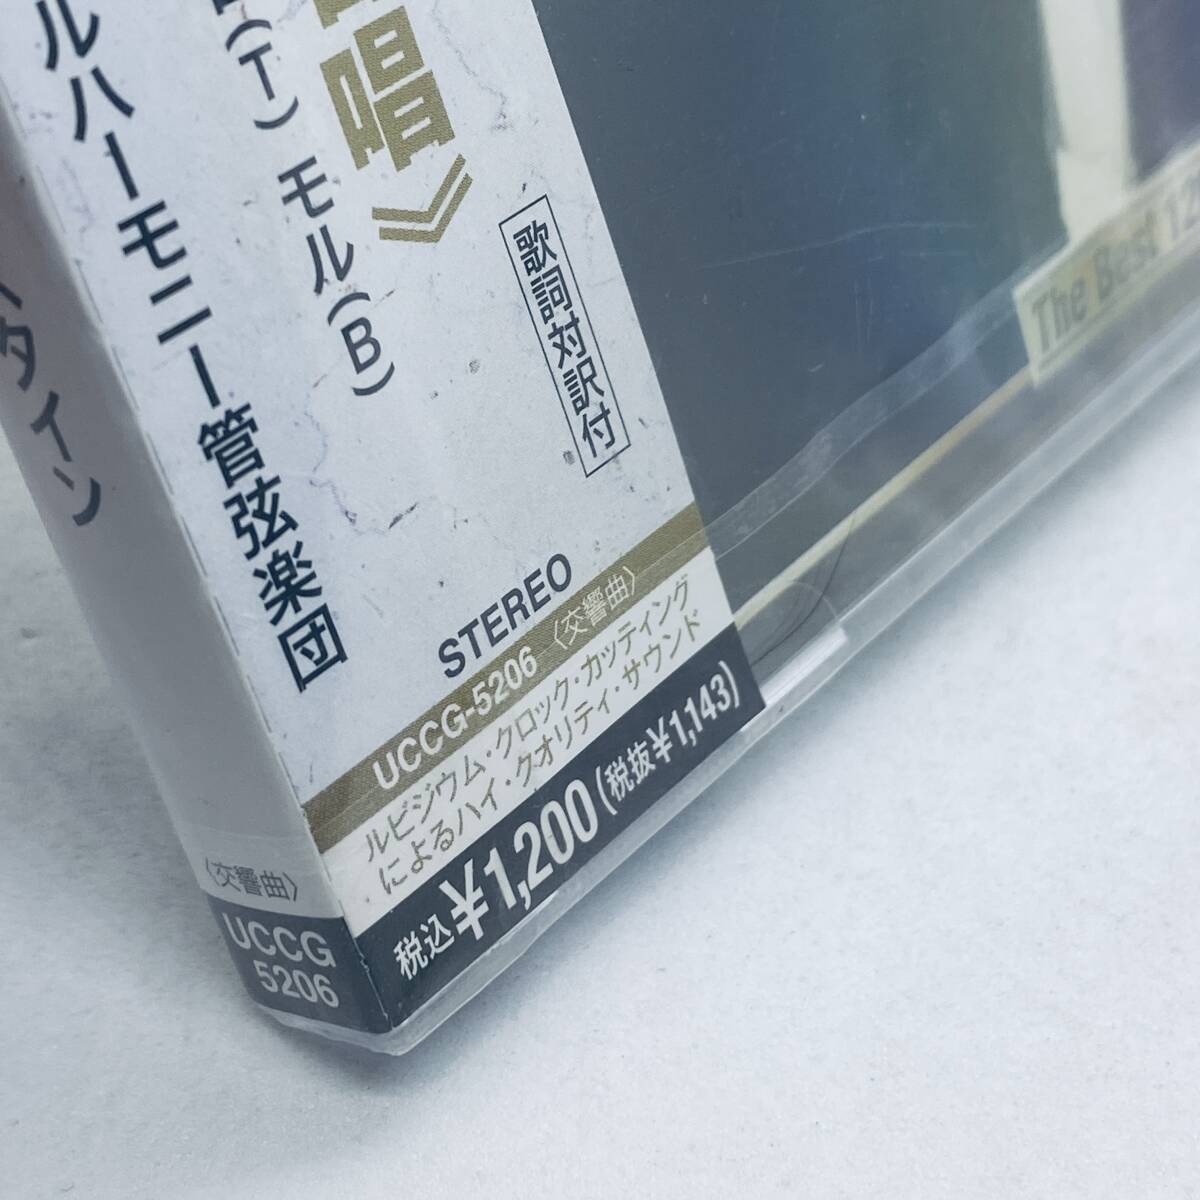 唱》
(T) モル(B)
ルハーモニー管弦楽団
歌詞対訳付
STEREO
UCCG-5206 〈交響曲〉
ルビジウム・クロック・カッティング
によるハイ・クオリティ・サウンド
税込¥1,200(税抜¥1,143)
タイン
〈交響曲〉
UCCG
5206
The Best 12